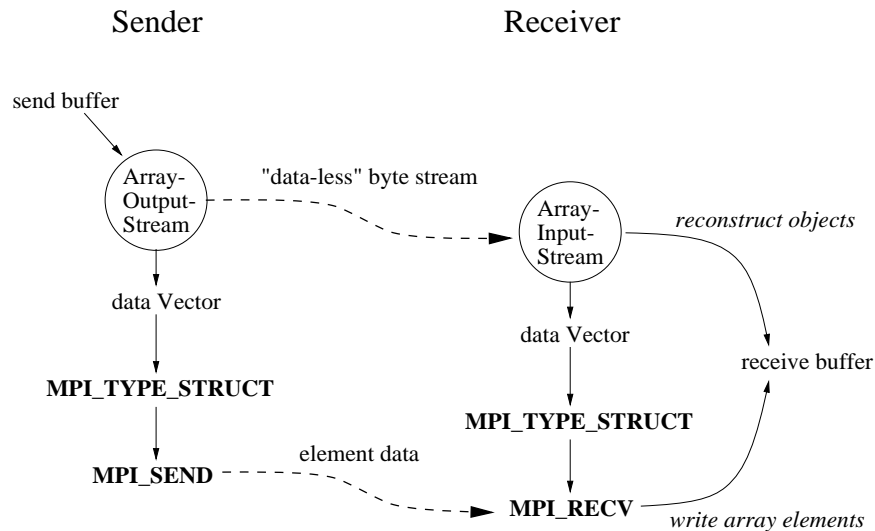 Sender
Receiver
send buffer
Array-
Output-
Stream
"data-less" byte stream
Array-
Input-
Stream
reconstruct objects
data Vector
data Vector
receive buffer
MPI_TYPE_STRUCT
MPI_TYPE_STRUCT
element data
MPI_SEND
MPI_RECV
write array elements